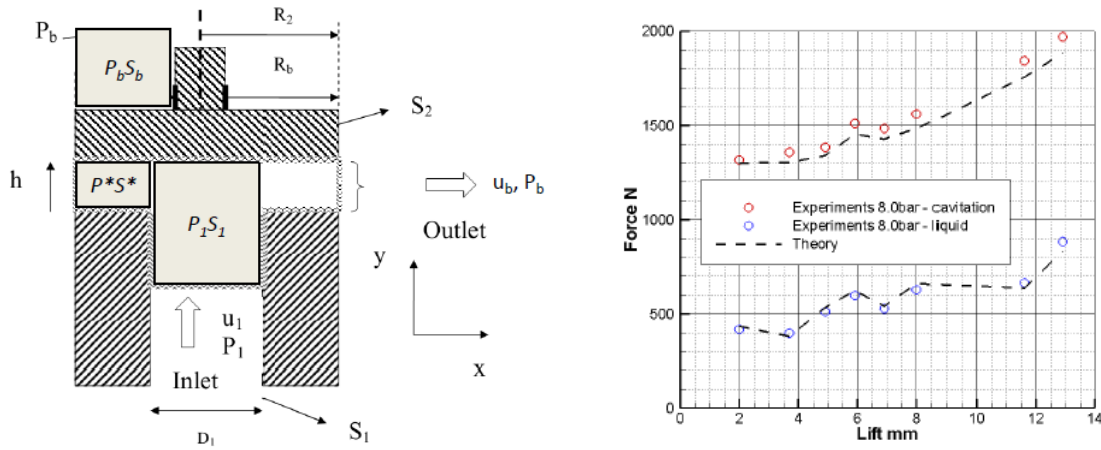 P_b
P_bS_b
R_2
R_b
S_2
h
P*S*
P_1S_1
u_b, P_b
Outlet
y
x
u_1
P_1
Inlet
D_1
S_1
2000
1500
1000
500
0
Force N
Experiments 8.0bar - cavitation
Experiments 8.0bar - liquid
Theory
0 2 4 6 8 10 12 14
Lift mm